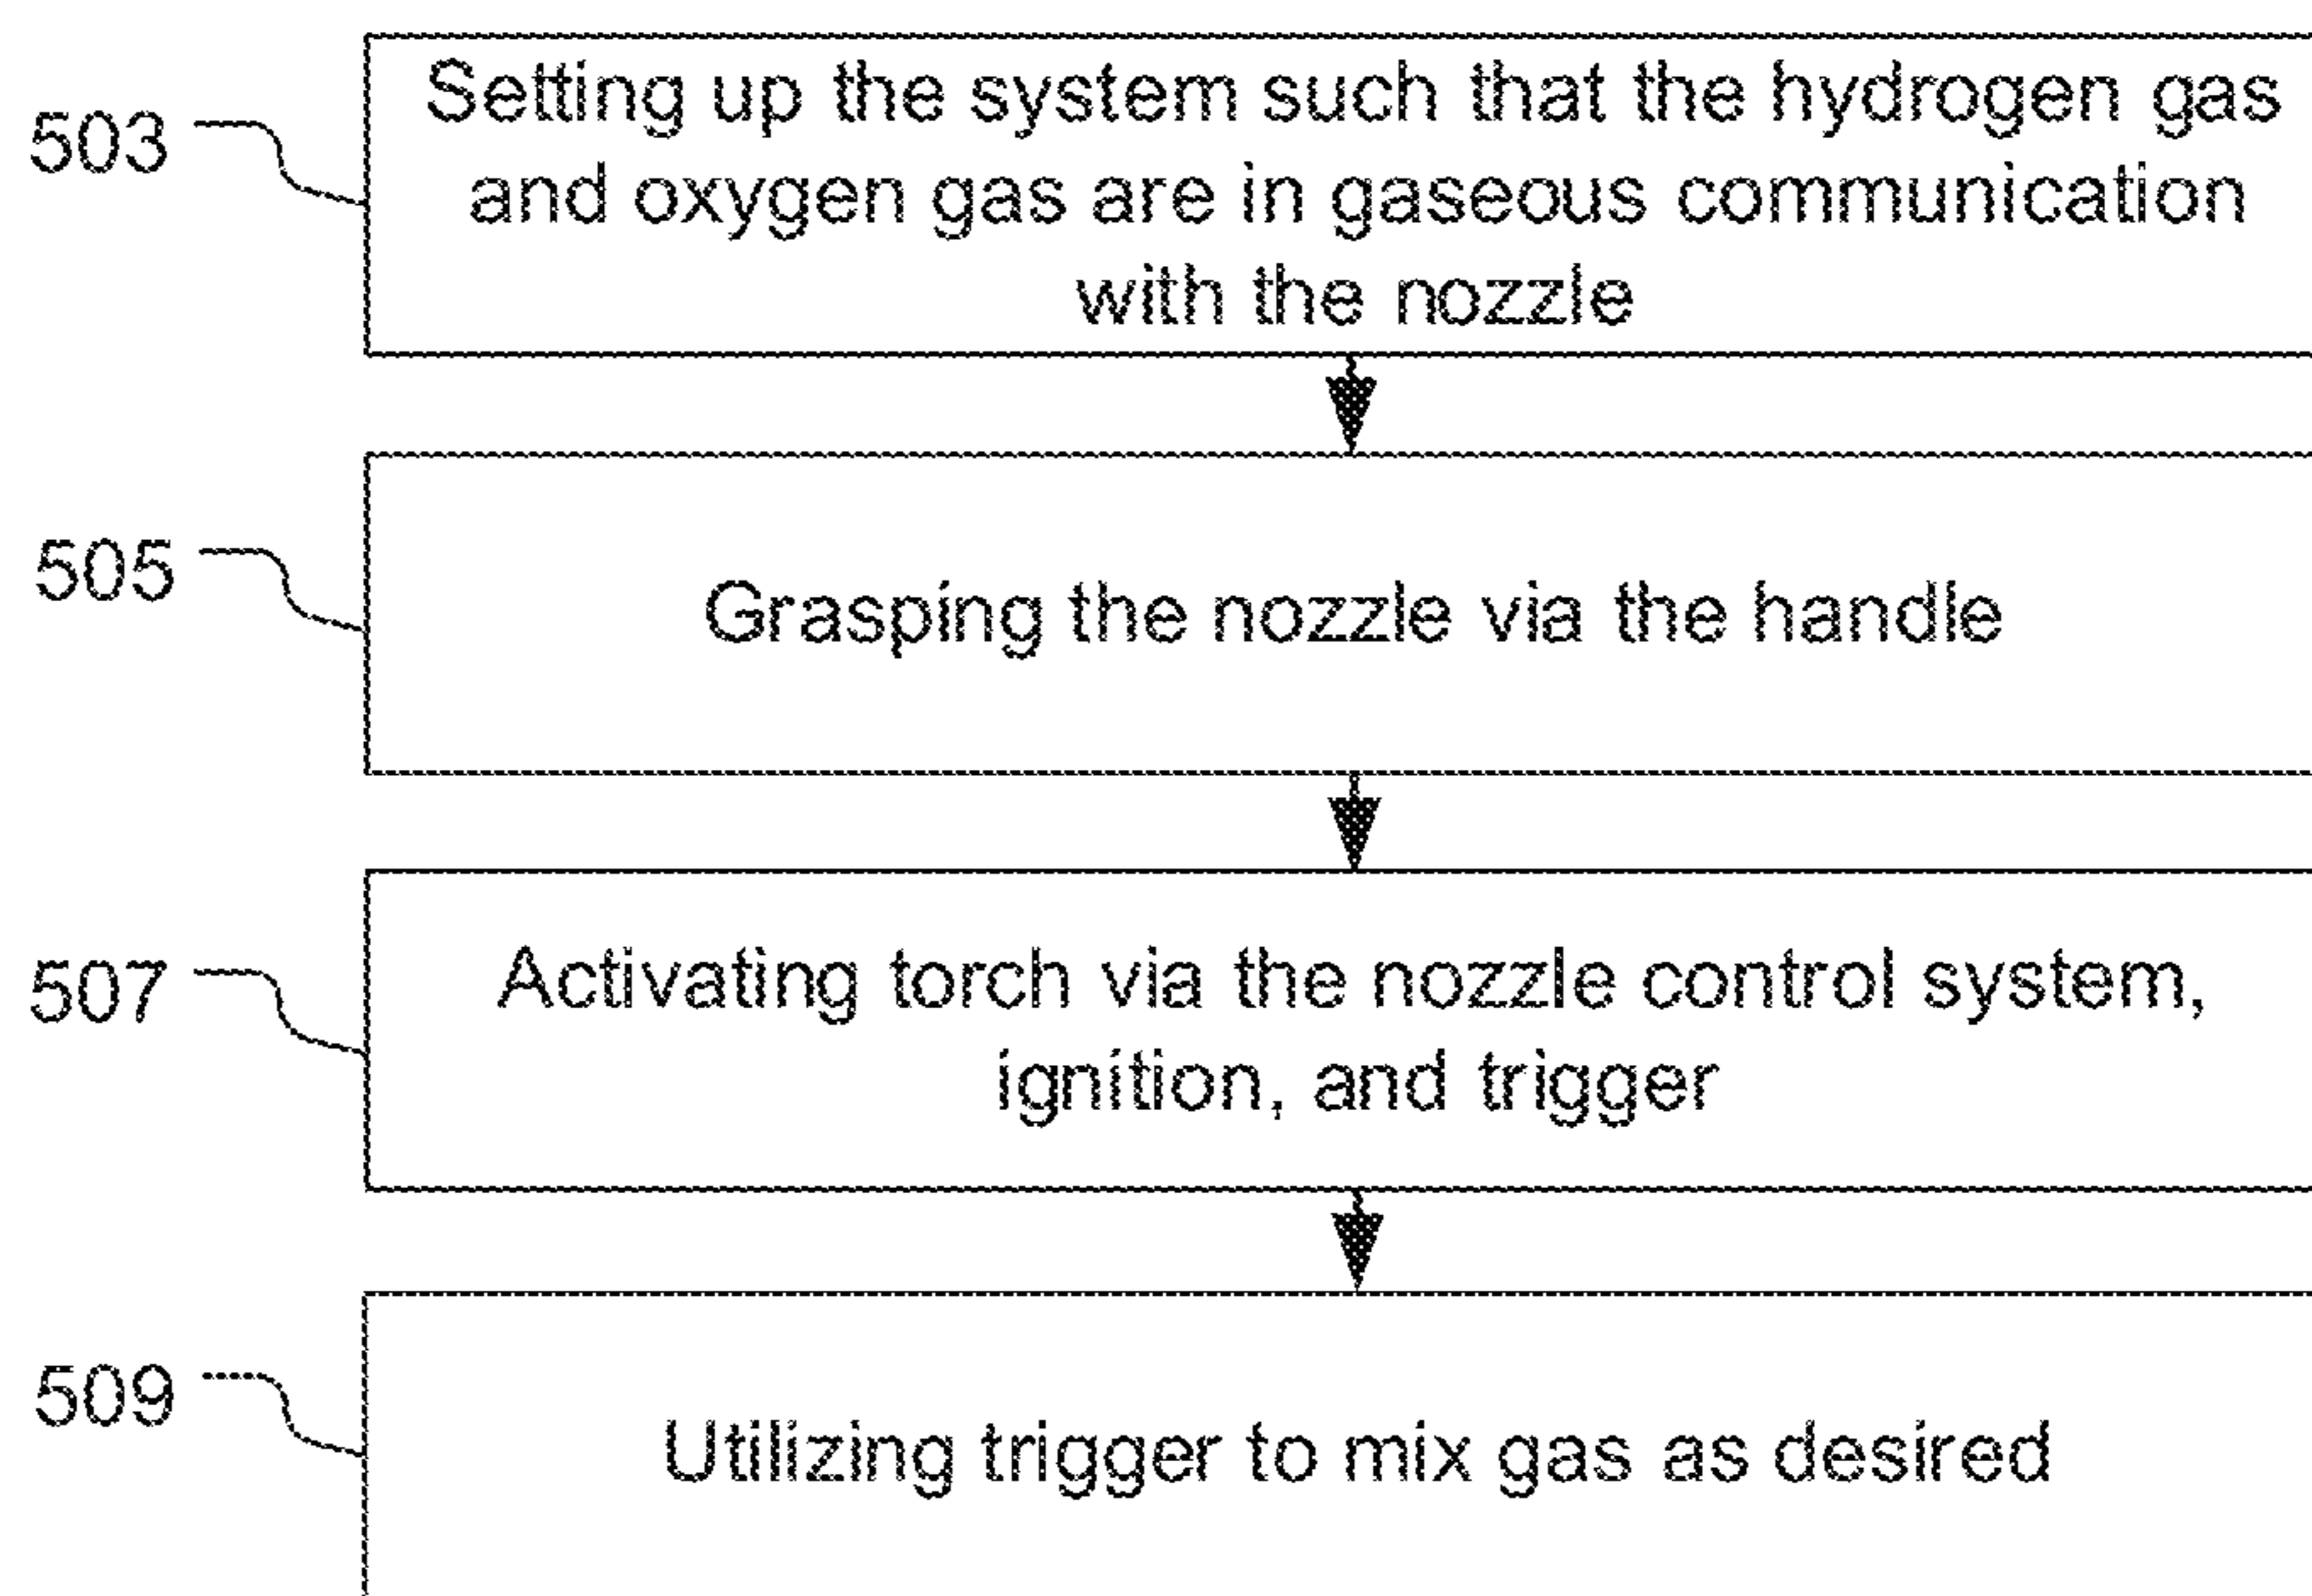 503
Setting up the system such that the hydrogen gas
and oxygen gas are in gaseous communication
with the nozzle
505
Grasping the nozzle via the handle
507
Activating torch via the nozzle control system,
ignition, and trigger
509
Utilizing trigger to mix gas as desired